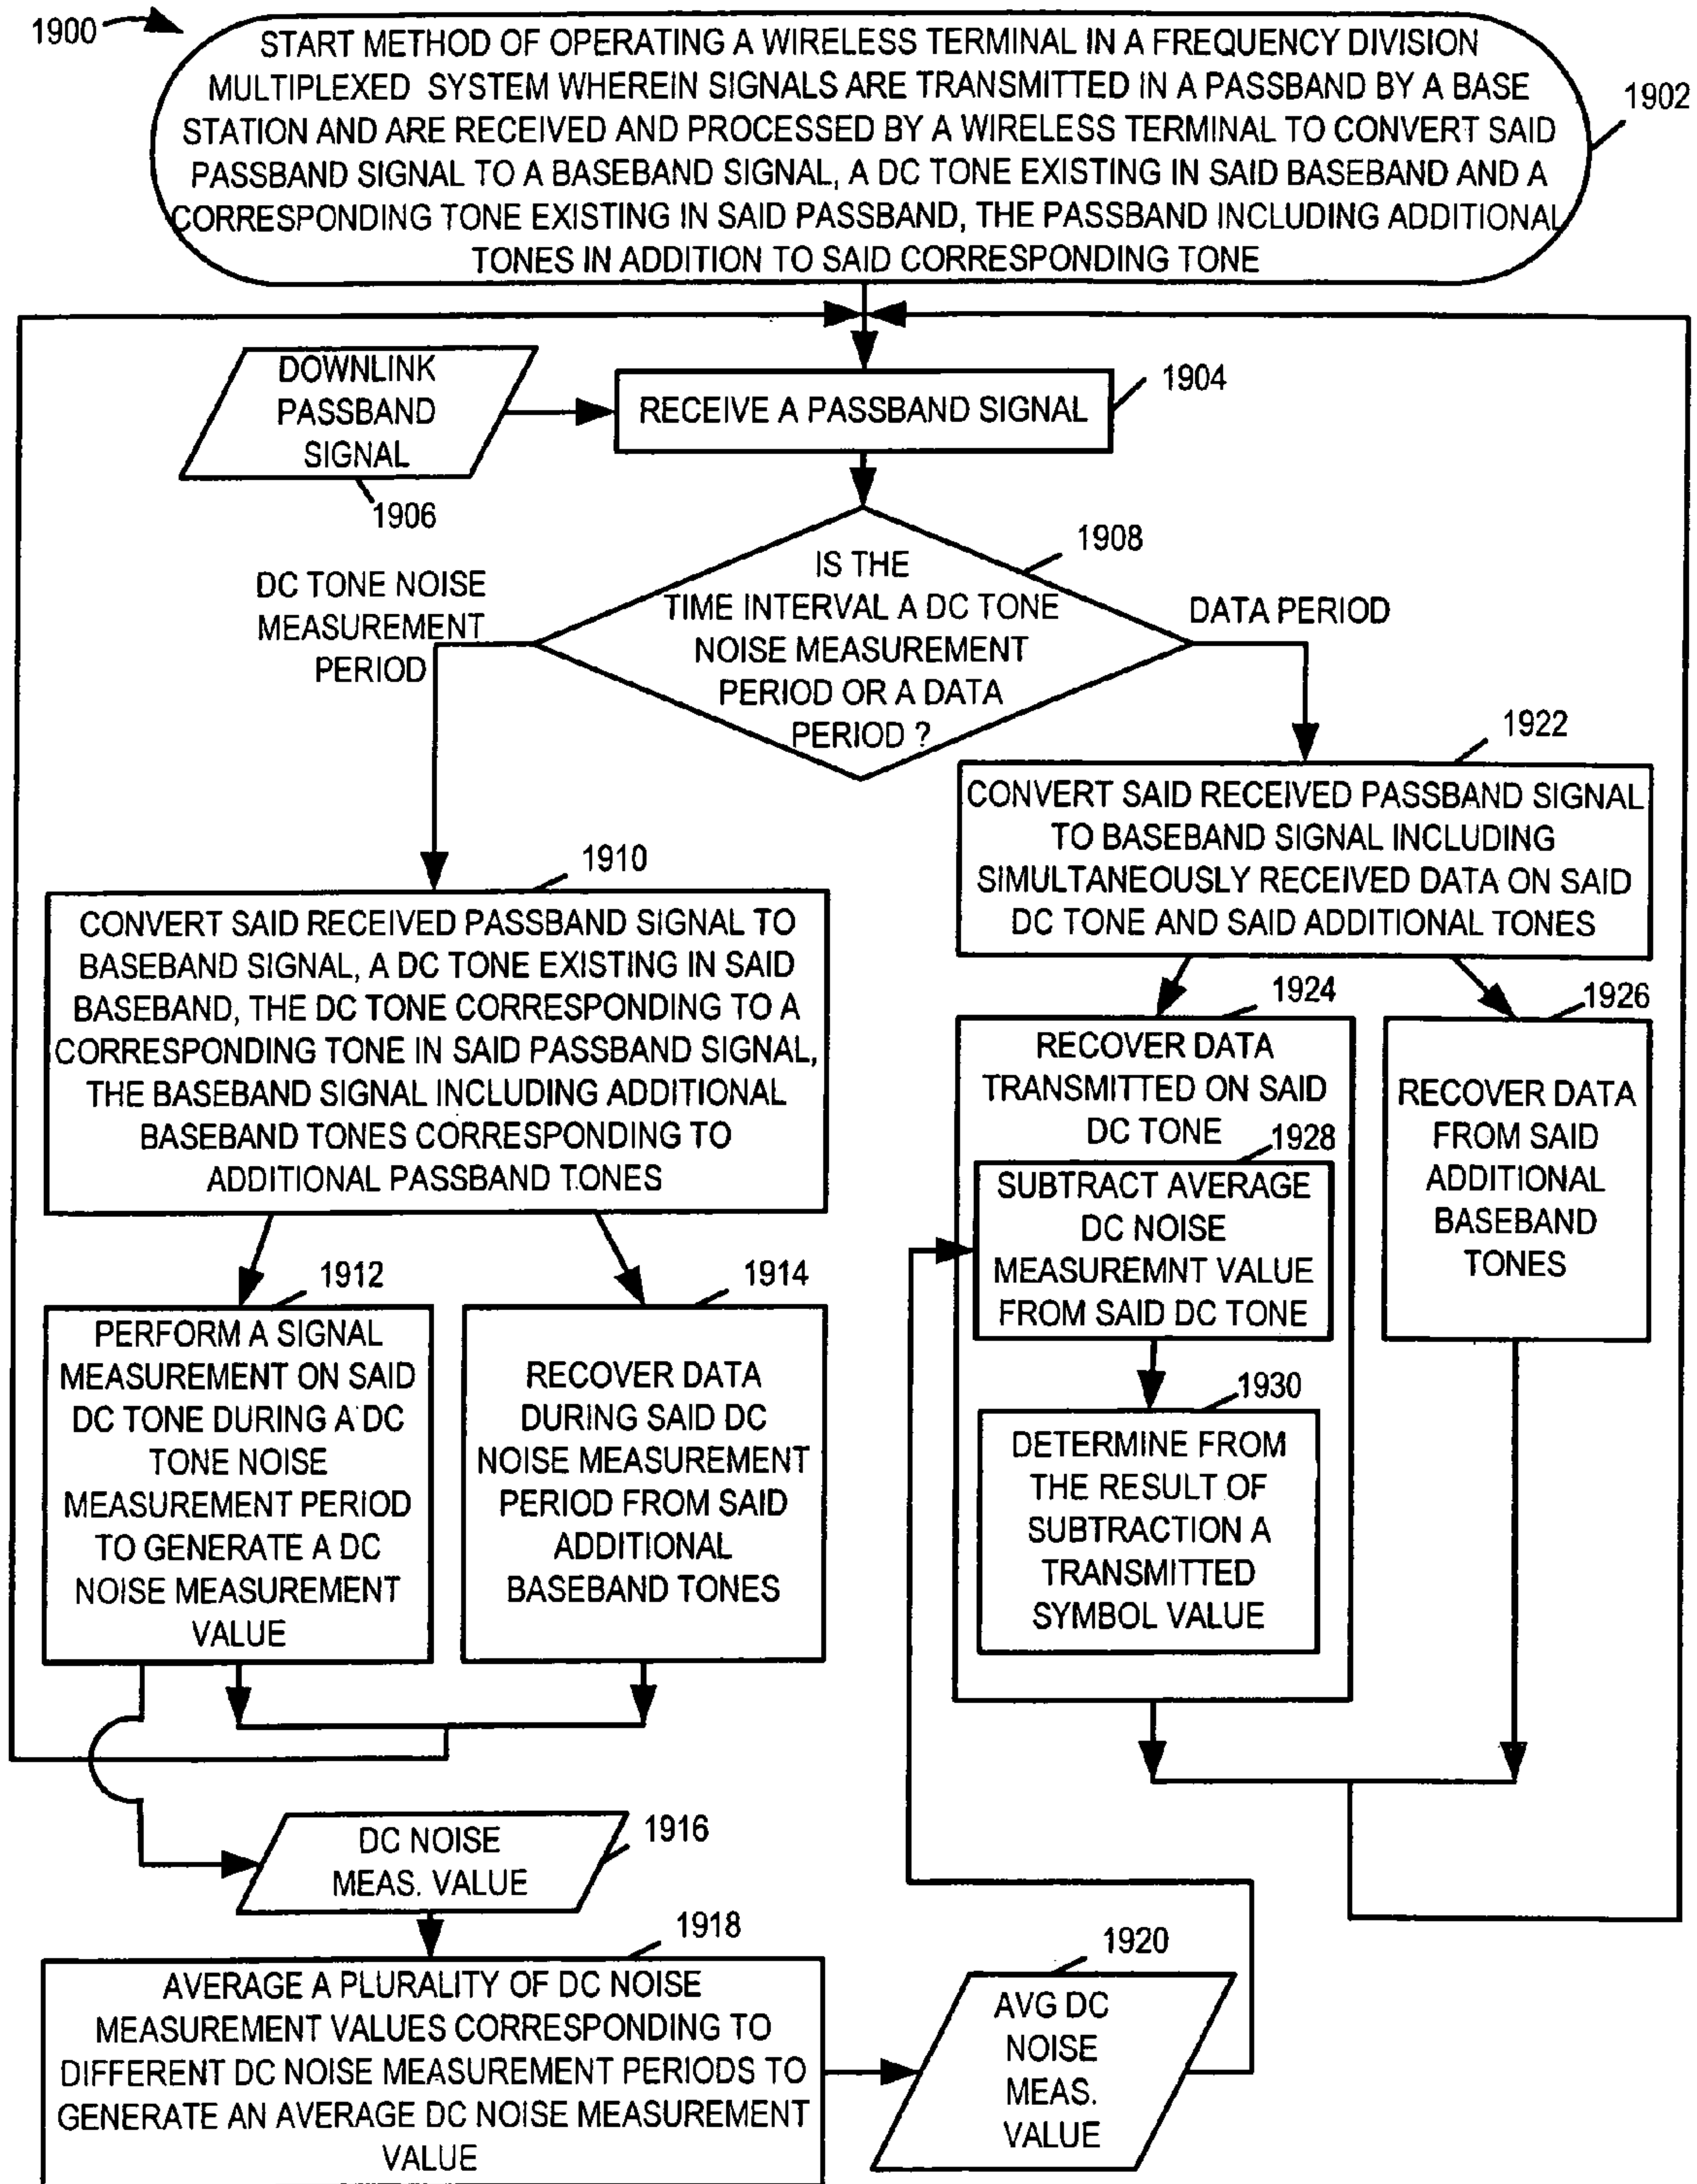 1900
START METHOD OF OPERATING A WIRELESS TERMINAL IN A FREQUENCY DIVISION
MULTIPLEXED SYSTEM WHEREIN SIGNALS ARE TRANSMITTED IN A PASSBAND BY A BASE
STATION AND ARE RECEIVED AND PROCESSED BY A WIRELESS TERMINAL TO CONVERT SAID
PASSBAND SIGNAL TO A BASEBAND SIGNAL, A DC TONE EXISTING IN SAID BASEBAND AND A
CORRESPONDING TONE EXISTING IN SAID PASSBAND, THE PASSBAND INCLUDING ADDITIONAL
TONES IN ADDITION TO SAID CORRESPONDING TONE
1902
DOWNLINK
PASSBAND
SIGNAL
1906
RECEIVE A PASSBAND SIGNAL
1904
IS THE
TIME INTERVAL A DC TONE
NOISE MEASUREMENT
PERIOD OR A DATA
PERIOD ?
1908
DC TONE NOISE
MEASUREMENT
PERIOD
DATA PERIOD
1910
CONVERT SAID RECEIVED PASSBAND SIGNAL TO
BASEBAND SIGNAL, A DC TONE EXISTING IN SAID
BASEBAND, THE DC TONE CORRESPONDING TO A
CORRESPONDING TONE IN SAID PASSBAND SIGNAL,
THE BASEBAND SIGNAL INCLUDING ADDITIONAL
BASEBAND TONES CORRESPONDING TO
ADDITIONAL PASSBAND TONES
1922
CONVERT SAID RECEIVED PASSBAND SIGNAL
TO BASEBAND SIGNAL INCLUDING
SIMULTANEOUSLY RECEIVED DATA ON SAID
DC TONE AND SAID ADDITIONAL TONES
1912
PERFORM A SIGNAL
MEASUREMENT ON SAID
DC TONE DURING A DC
TONE NOISE
MEASUREMENT PERIOD
TO GENERATE A DC
NOISE MEASUREMENT
VALUE
1914
RECOVER DATA
DURING SAID DC
NOISE MEASUREMENT
PERIOD FROM SAID
ADDITIONAL
BASEBAND TONES
1924
RECOVER DATA
TRANSMITTED ON SAID
DC TONE
1928
SUBTRACT AVERAGE
DC NOISE
MEASUREMNT VALUE
FROM SAID DC TONE
1930
DETERMINE FROM
THE RESULT OF
SUBTRACTION A
TRANSMITTED
SYMBOL VALUE
1926
RECOVER DATA
FROM SAID
ADDITIONAL
BASEBAND
TONES
DC NOISE
MEAS. VALUE
1916
1918
AVERAGE A PLURALITY OF DC NOISE
MEASUREMENT VALUES CORRESPONDING TO
DIFFERENT DC NOISE MEASUREMENT PERIODS TO
GENERATE AN AVERAGE DC NOISE MEASUREMENT
VALUE
1920
AVG DC
NOISE
MEAS.
VALUE